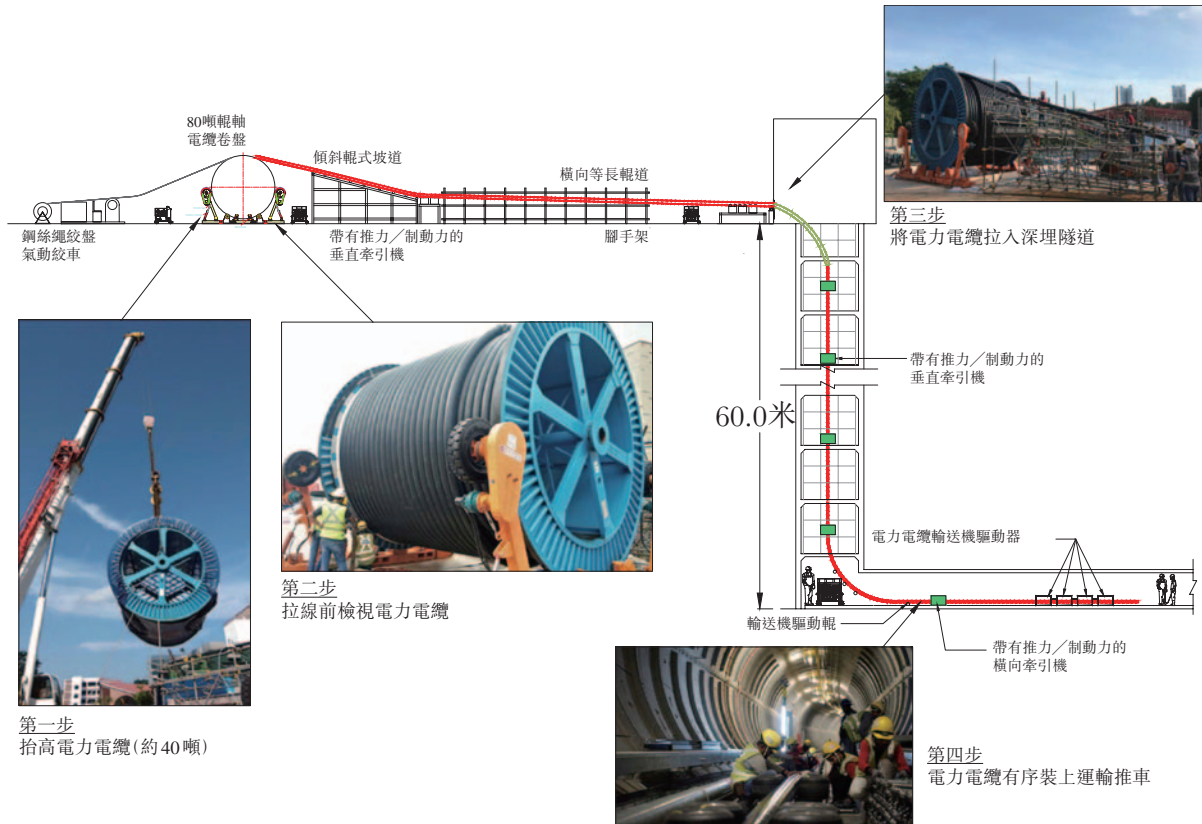 80噸輥軸
電纜卷盤
傾斜輥式坡道
橫向等長輥道
鋼絲繩絞盤
氣動絞車
帶有推力／制動力的
垂直牽引機
腳手架
第三步
將電力電纜拉入深埋隧道
帶有推力／制動力的
垂直牽引機
60.0米
第二步
拉線前檢視電力電纜
電力電纜輸送機驅動器
輸送機驅動輥
帶有推力／制動力的
橫向牽引機
第一步
抬高電力電纜(約40噸)
第四步
電力電纜有序裝上運輸推車